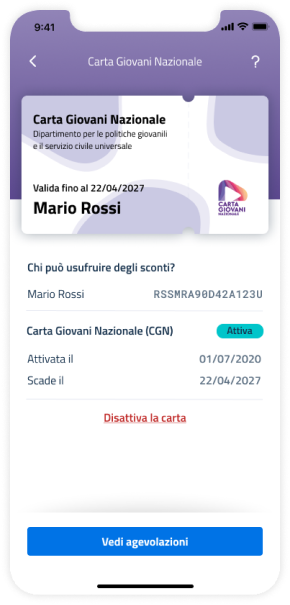 9:41
Carta Giovani Nazionale
?
Carta Giovani Nazionale
Dipartimento per le politiche giovanili
e il servizio civile universale
Valida fino al 22/04/2027
Mario Rossi
CARTA
GIOVANI
NAZIONALE
Chi può usufruire degli sconti?
Mario Rossi RSSMRA90D42A123U
Carta Giovani Nazionale (CGN) Attiva
Attivata il 01/07/2020
Scade il 22/04/2027
Disattiva la carta
Vedi agevolazioni